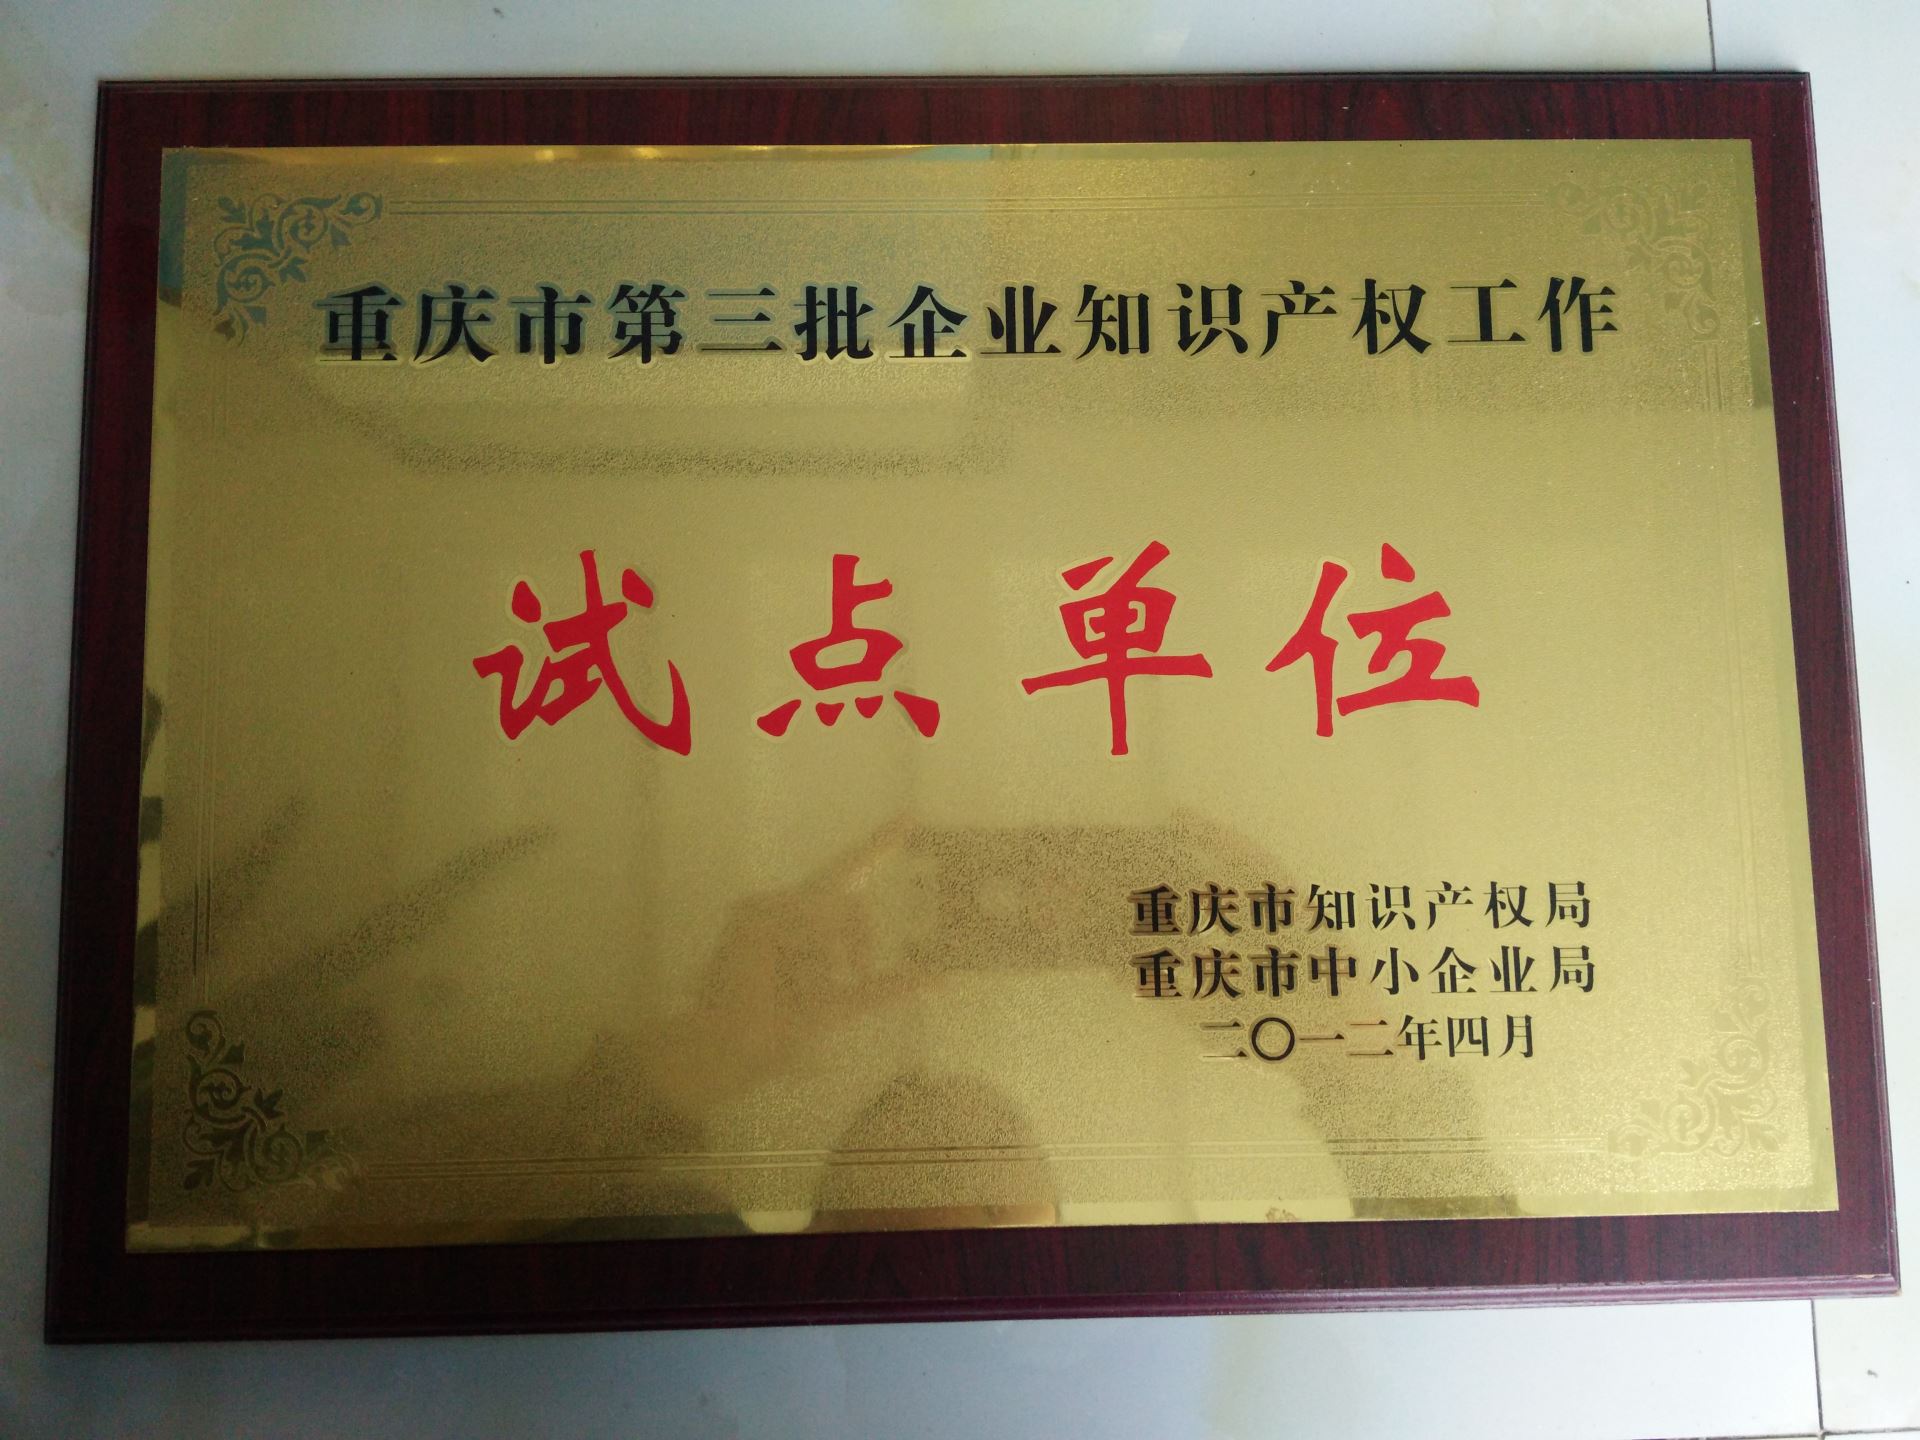 重庆市第三批企业知识产权工作
试点单位
重庆市知识产权局
重庆市中小企业局
二〇一二年四月